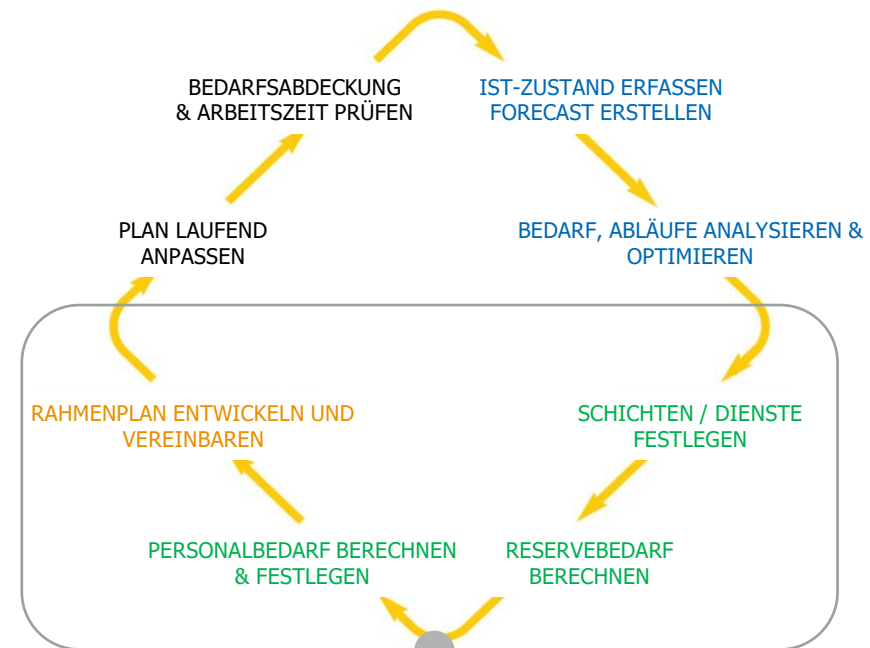 BEDARFSABDECKUNG
& ARBEITSZEIT PRÜFEN
IST-ZUSTAND ERFASSEN
FORECAST ERSTELLEN
PLAN LAUFEND
ANPASSEN
BEDARF, ABLÄUFE ANALYSIEREN &
OPTIMIEREN
RAHMENPLAN ENTWICKELN UND
VEREINBAREN
SCHICHTEN / DIENSTE
FESTLEGEN
PERSONALBEDARF BERECHNEN
& FESTLEGEN
RESERVEBEDARF
BERECHNEN